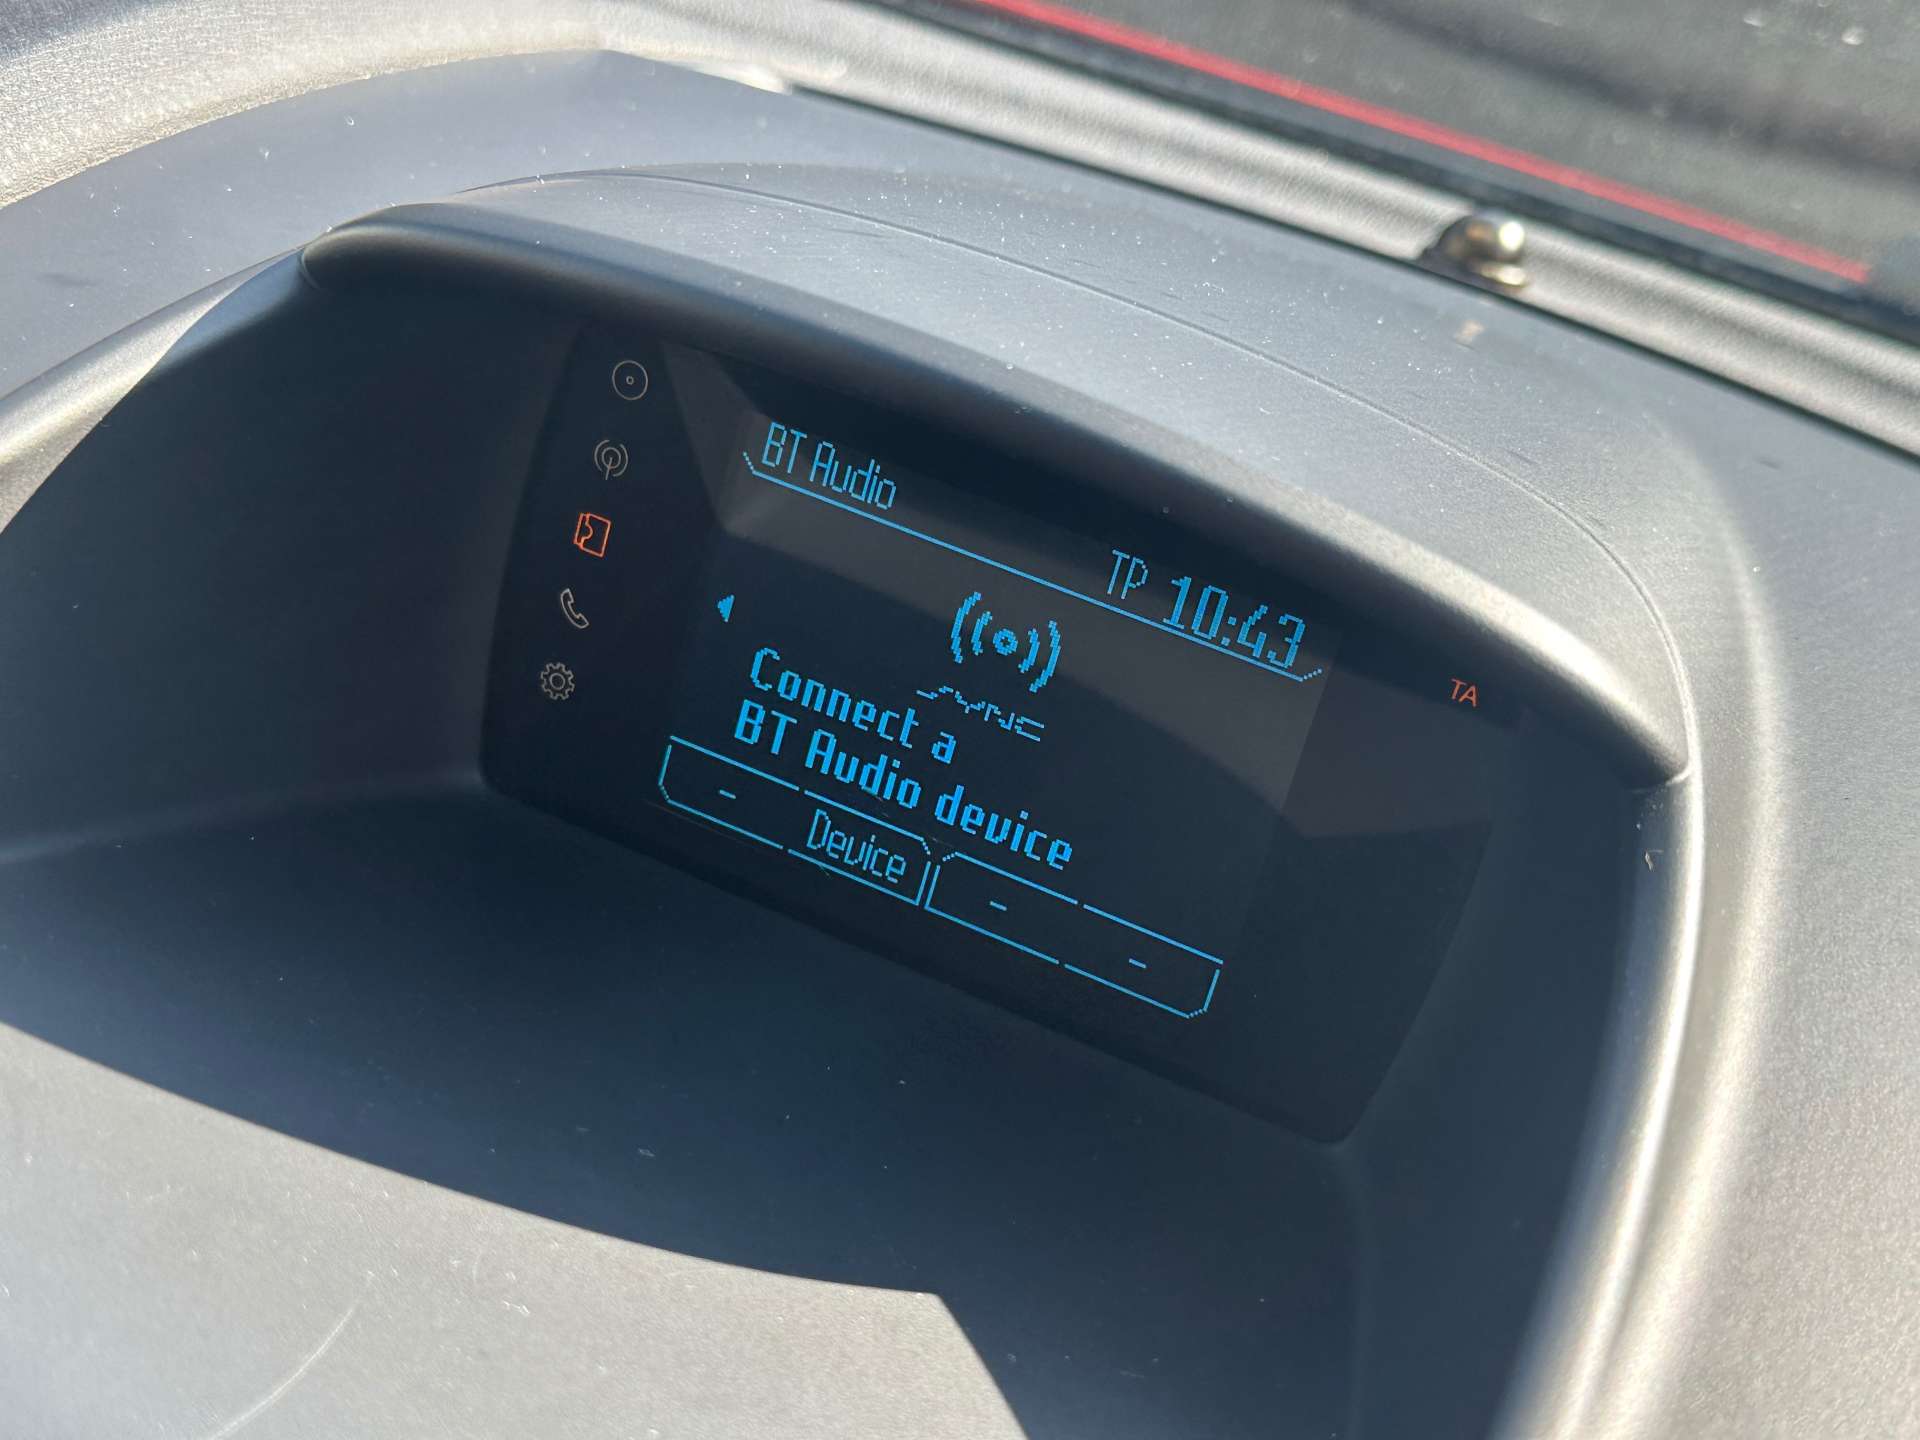 BT Audio
TP 10:43
TA
SYNC
Connect a
BT Audio device
- Device - -